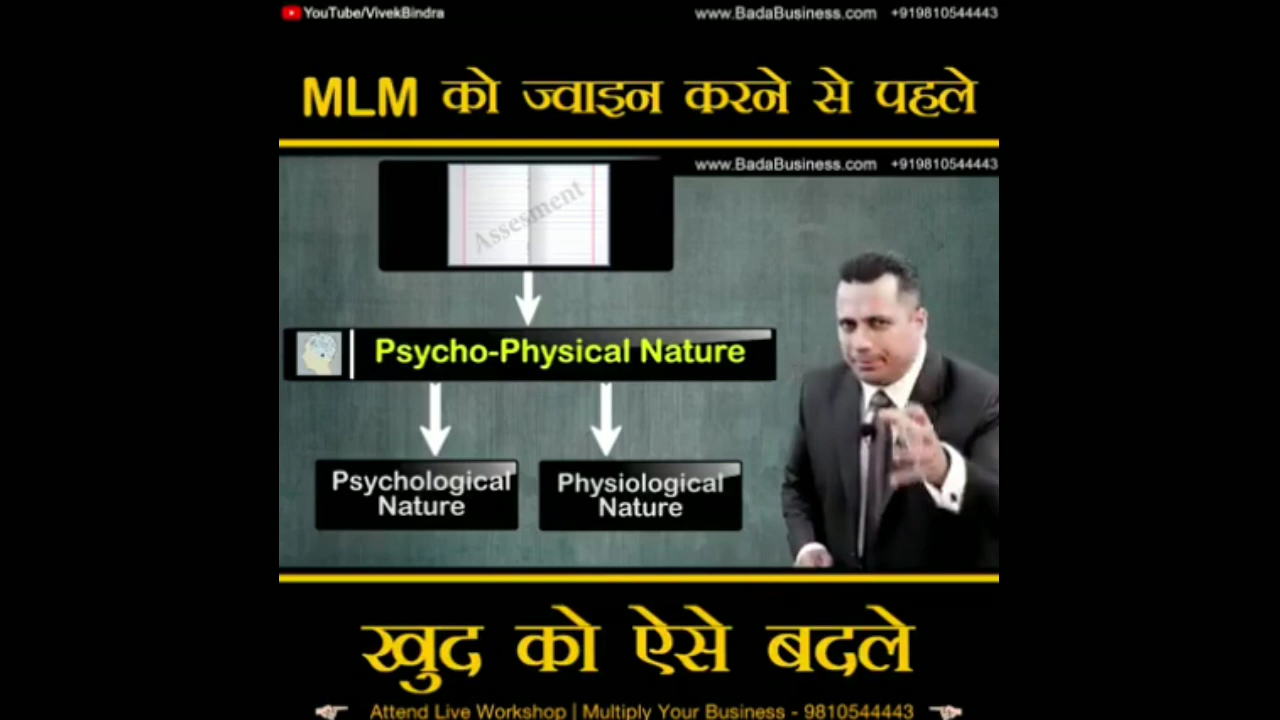 YouTube/VivekBindra
www.BadaBusiness.com +919810544443
MLM को ज्वाइन करने से पहले
www.BadaBusiness.com +919810544443
Assesment
Psycho-Physical Nature
Psychological
Nature
Physiological
Nature
खुद को ऐसे बदले
Attend Live Workshop | Multiply Your Business - 9810544443